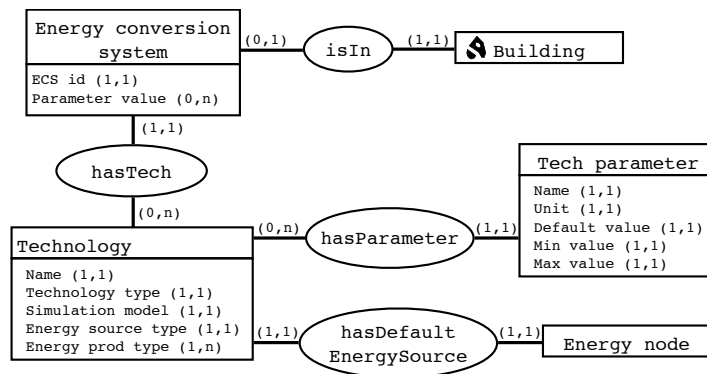 Energy conversion
system
ECS id (1,1)
Parameter value (0,n)
(0,1)
isIn
(1,1)
Building
(1,1)
hasTech
(0,n)
Technology
Name (1,1)
Technology type (1,1)
Simulation model (1,1)
Energy source type (1,1)
Energy prod type (1,n)
(0,n)
hasParameter
(1,1)
Tech parameter
Name (1,1)
Unit (1,1)
Default value (1,1)
Min value (1,1)
Max value (1,1)
(1,1)
hasDefault
EnergySource
(1,1)
Energy node